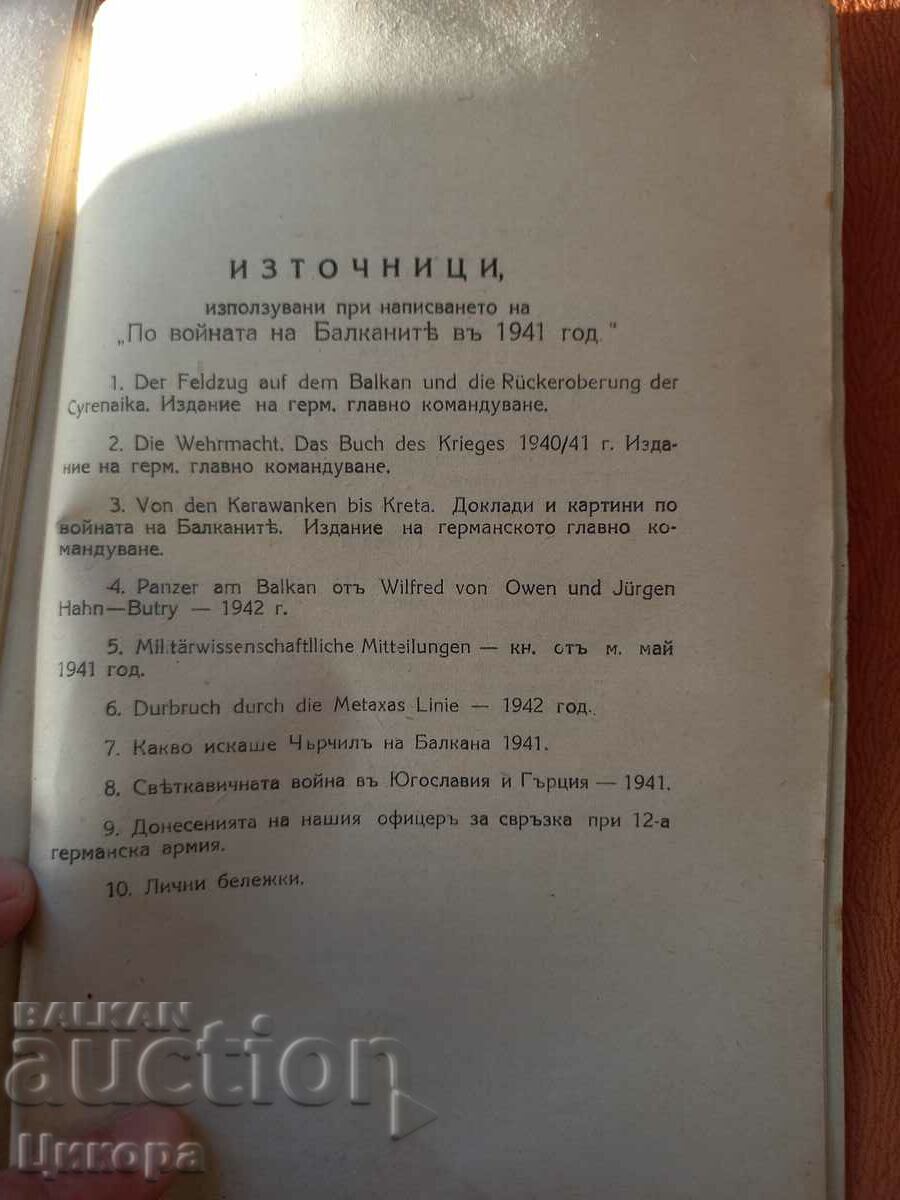 ИЗТОЧНИЦИ,
използувани при написването на
„По войната на Балканитѣ въ 1941 год."
1. Der Feldzug auf dem Balkan und die Rückeroberung der
Cyrenaika. Издание на герм. главно командуване.
2. Die Wehrmacht. Das Buch des Krieges 1940/41 г. Изда-
ние на герм. главно командуване.
3. Von den Karawanken bis Kreta. Доклади и картини по
войната на Балканитѣ. Издание на германското главно ко-
мандуване.
4. Panzer am Balkan отъ Wilfred von Owen und Jürgen
Hahn—Butry — 1942 г.
5. Militärwissenschaftlliche Mitteilungen — кн. отъ м. май
1941 год.
6. Durbruch durch die Metaxas Linie — 1942 год.
7. Какво искаше Чърчилъ на Балкана 1941.
8. Свѣткавичната война въ Югославия и Гърция — 1941.
9. Донесенията на нашия офицеръ за свръзка при 12-а
германска армия.
10. Лични бележки.
BALKAN
auction
Цикора